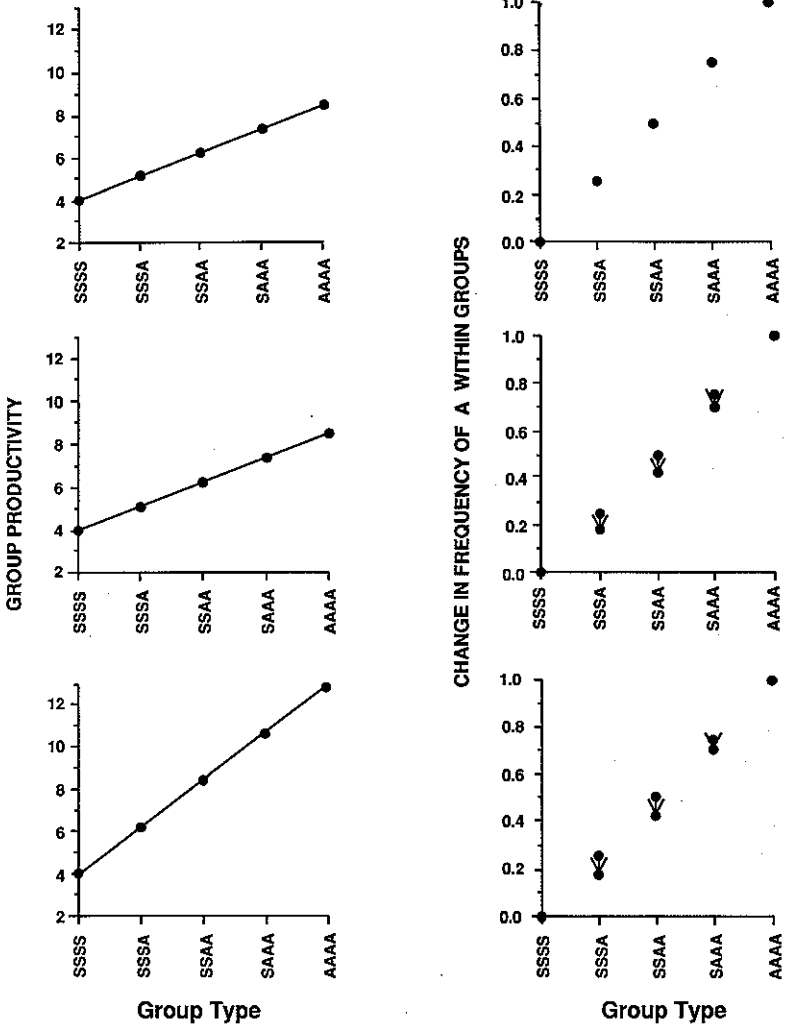 12
10
8
6
4
2
SSSS
SSSA
SSAA
SAAA
AAAA
1.0
0.8
0.6
0.4
0.2
0.0
SSSS
SSSA
SSAA
SAAA
AAAA
GROUP PRODUCTIVITY
12
10
8
6
4
2
SSSS
SSSA
SSAA
SAAA
AAAA
CHANGE IN FREQUENCY OF A WITHIN GROUPS
1.0
0.8
0.6
0.4
0.2
0.0
SSSS
SSSA
SSAA
SAAA
AAAA
12
10
8
6
4
2
SSSS
SSSA
SSAA
SAAA
AAAA
Group Type
1.0
0.8
0.6
0.4
0.2
0.0
SSSS
SSSA
SSAA
SAAA
AAAA
Group Type